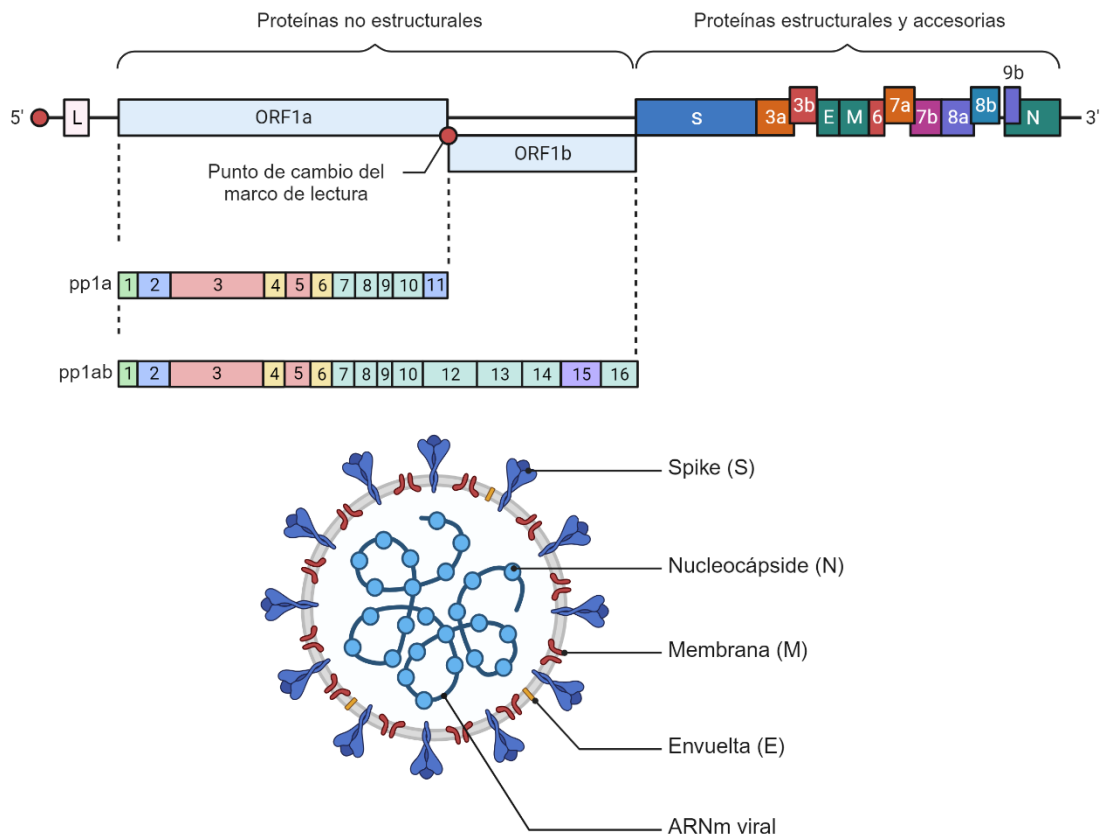 Proteínas no estructurales
Proteínas estructurales y accesorias
9b
5'
L
ORF1a
S
3a
3b
E
M
6
7a
7b
8a
8b
N
3'
ORF1b
Punto de cambio del
marco de lectura
pp1a
1 2 3 4 5 6 7 8 9 10 11
pp1ab
1 2 3 4 5 6 7 8 9 10 12 13 14 15 16
Spike (S)
Nucleocápside (N)
Membrana (M)
Envuelta (E)
ARNm viral